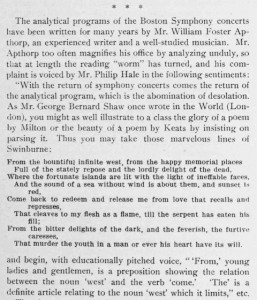 * * *
The analytical programs of the Boston Symphony concerts
have been written for many years by Mr. William Foster Ap-
thorp, an experienced writer and a well-studied musician. Mr.
Apthorp too often magnifies his office by analyzing unduly, so
that at length the reading "worm" has turned, and his com-
plaint is voiced by Mr. Philip Hale in the following sentiments:
"With the return of symphony concerts comes the return of
the analytical program, which is the abomination of desolation.
As Mr. George Bernard Shaw once wrote in the World (Lon-
don), you might as well illustrate to a class the glory of a poem
by Milton or the beauty of a poem by Keats by insisting on
parsing it. Thus you may take those marvelous lines of
Swinburne:
From the bountiful infinite west, from the happy memorial places
Full of the stately repose and the lordly delight of the dead,
Where the fortunate islands are lit with the light of ineffable faces,
And the sound of a sea without wind is about them, and sunset is
red,
Come back to redeem and release me from love that recalls and
represses,
That cleaves to my flesh as a flame, till the serpent has eaten his
fill;
From the bitter delights of the dark, and the feverish, the furtive
caresses,
That murder the youth in a man or ever his heart have its will.
and begin, with educationally pitched voice, "'From,' young
ladies and gentlemen, is a preposition showing the relation
between the noun 'west' and the verb 'come.' 'The' is a
definite article relating to the noun 'west' which it limits," etc.